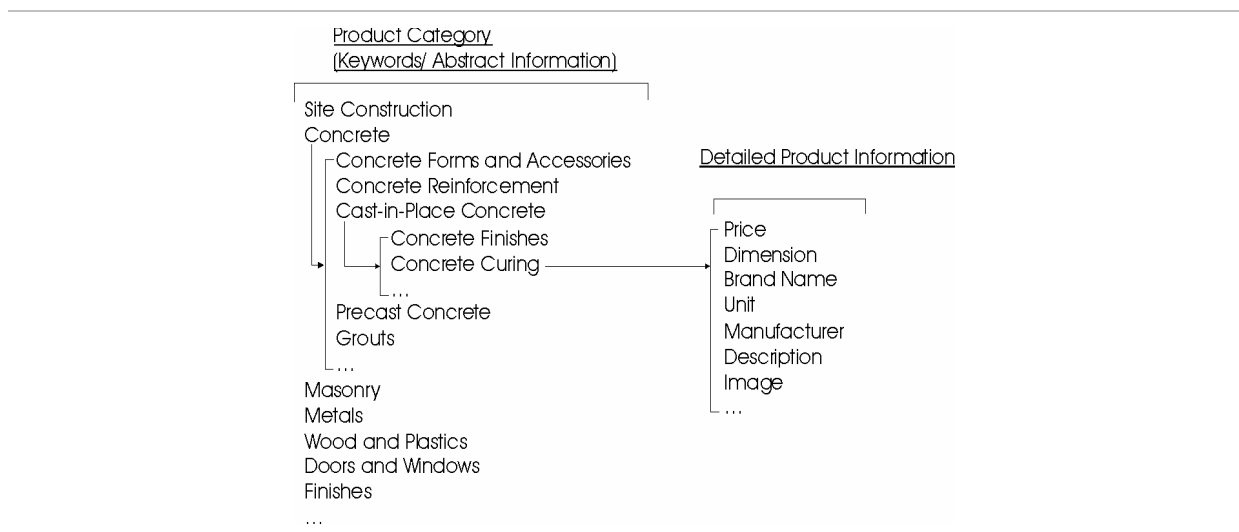 Product Category
(Keywords/ Abstract Information)
Site Construction
Concrete
Concrete Forms and Accessories
Concrete Reinforcement
Cast-in-Place Concrete
Concrete Finishes
Concrete Curing
...
Precast Concrete
Grouts
...
Masonry
Metals
Wood and Plastics
Doors and Windows
Finishes
...
Detailed Product Information
Price
Dimension
Brand Name
Unit
Manufacturer
Description
Image
...